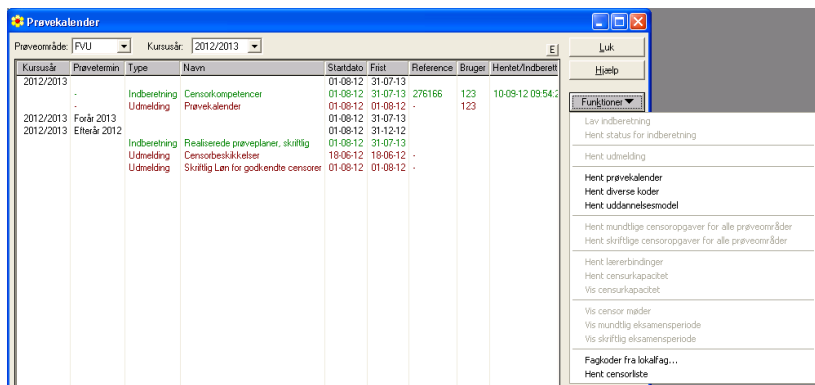 Prøvekalender
Prøveområde: FVU Kursusår: 2012/2013 E Luk
Hjælp
Funktioner
Kursusår Prøvetermin Type Navn Startdato Frist Reference Bruger Hentet/Indberett
2012/2013 01-08-12 31-07-13
- Indberetning Censorkompetencer 01-08-12 31-07-13 276166 123 10-09-12 09:54:2
- Udmelding Prøvekalender 01-08-12 01-08-12 - 123
2012/2013 Forår 2013 01-08-12 31-07-13
2012/2013 Efterår 2012 01-08-12 31-12-12
Indberetning Realiserede prøveplaner, skriftlig 01-08-12 31-07-13
Udmelding Censorbeskikkelser 18-06-12 18-06-12 -
Udmelding Skriftlig Løn for godkendte censorer 01-08-12 01-08-12 -
Lav indberetning
Hent status for indberetning
Hent udmelding
Hent prøvekalender
Hent diverse koder
Hent uddannelsesmodel
Hent mundtlige censoropgaver for alle prøveområder
Hent skriftlige censoropgaver for alle prøveområder
Hent lærerbindinger
Hent censurkapacitet
Vis censurkapacitet
Vis censor møder
Vis mundtlig eksamensperiode
Vis skriftlig eksamensperiode
Fagkoder fra lokalfag...
Hent censorliste